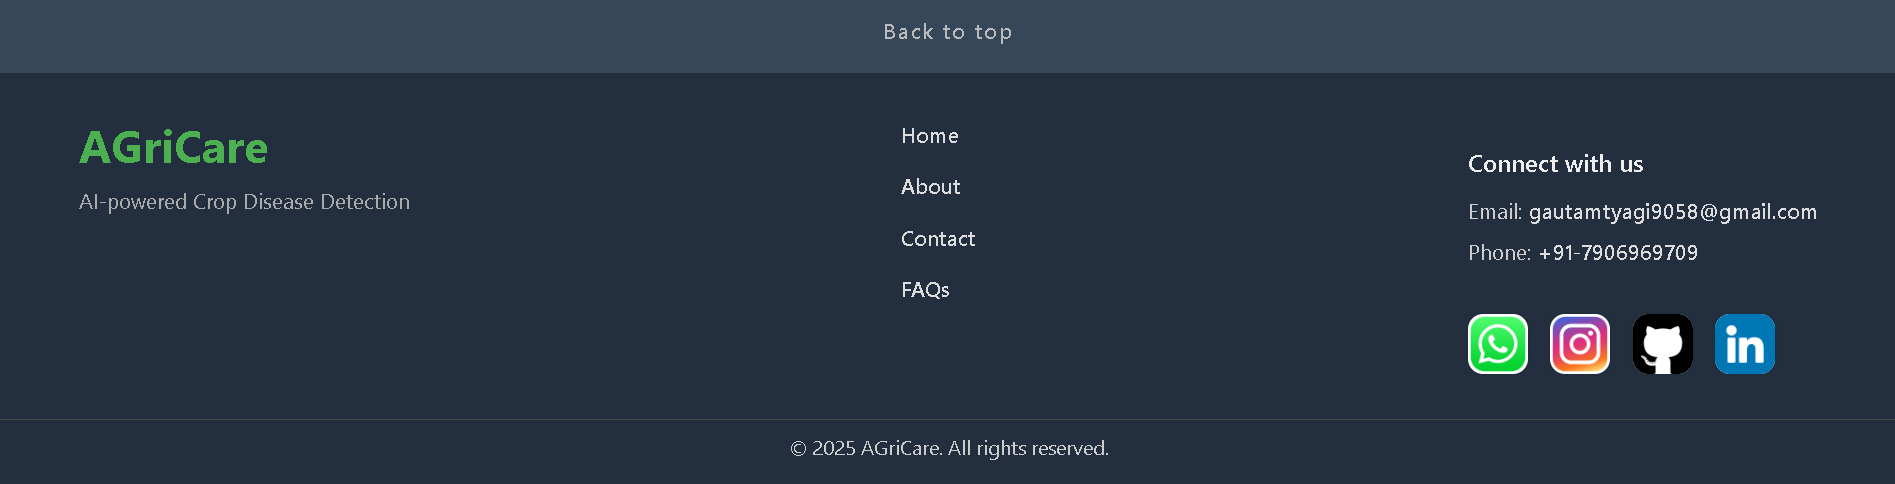 Back to top
AGriCare
AI-powered Crop Disease Detection
Home
About
Contact
FAQs
Connect with us
Email: gautamtyagi9058@gmail.com
Phone: +91-7906969709
in
© 2025 AGriCare. All rights reserved.